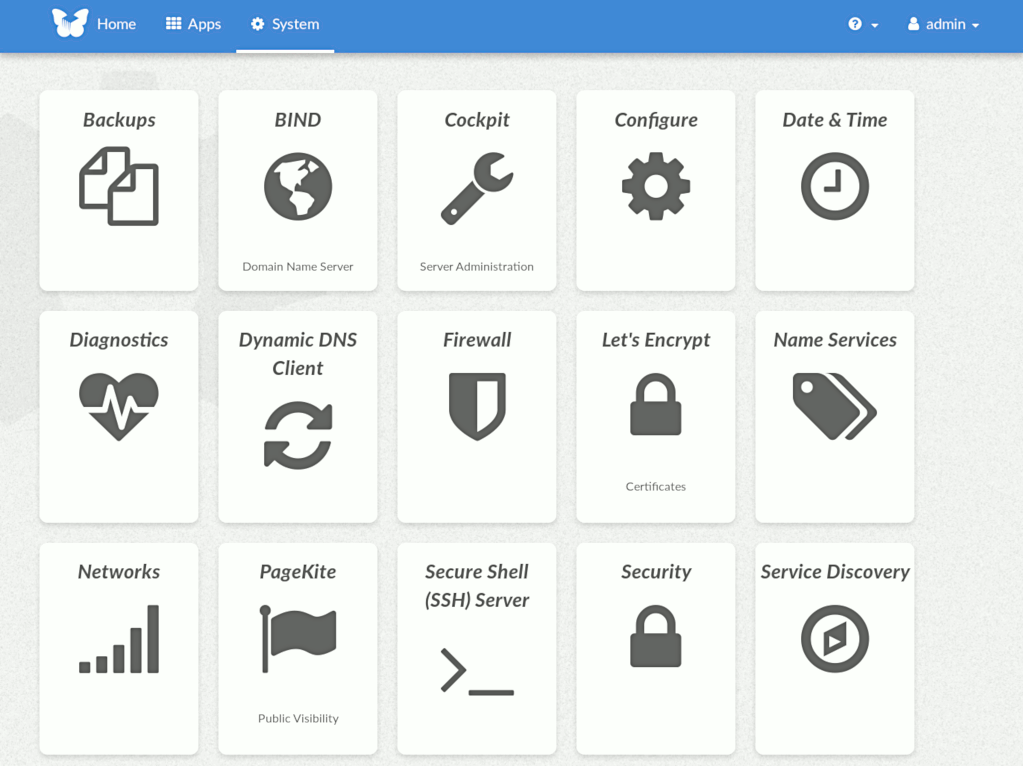 Home
Apps
System
admin
Backups
BIND
Domain Name Server
Cockpit
Server Administration
Configure
Date & Time
Diagnostics
Dynamic DNS
Client
Firewall
Let's Encrypt
Certificates
Name Services
Networks
PageKite
Public Visibility
Secure Shell
(SSH) Server
Security
Service Discovery